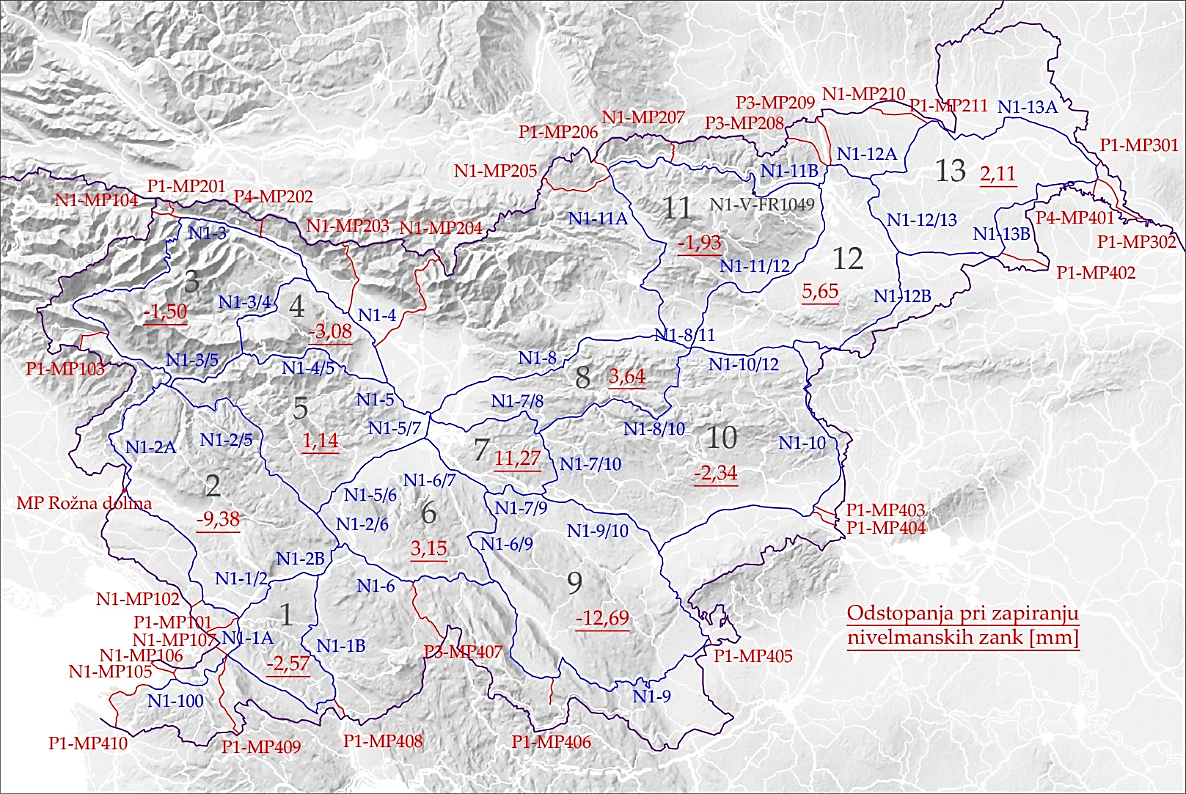 N1-MP210
P3-MP209
P1-MP211
N1-13A
N1-MP207
P3-MP208
P1-MP206
P1-MP301
N1-12A
N1-MP205
N1-11B
13
2,11
P1-MP201
N1-MP104
P4-MP202
11
N1-V-FR1049
N1-11A
N1-12/13
P4-MP401
N1-MP203
N1-MP204
N1-3
N1-13B
P1-MP302
-1,93
12
N1-11/12
P1-MP402
3
5,65
N1-12B
N1-3/4
4
-1,50
N1-4
-3,08
N1-8/11
N1-3/5
N1-8
N1-10/12
P1-MP103
N1-4/5
8
3,64
N1-5
N1-7/8
5
N1-5/7
N1-8/10
10
1,14
N1-2/5
N1-10
N1-2A
7
11,27
N1-7/10
-2,34
N1-6/7
2
N1-5/6
MP Rožna dolina
N1-7/9
P1-MP403
6
-9,38
N1-2/6
N1-9/10
P1-MP404
3,15
N1-6/9
N1-2B
N1-1/2
N1-6
9
N1-MP102
1
-12,69
Odstopanja pri zapiranju
P1-MP101
nivelmanskih zank [mm]
N1-MP107
N1-1A
N1-1B
P3-MP407
N1-MP106
P1-MP405
-2,57
N1-MP105
N1-9
N1-100
P1-MP410
P1-MP409
P1-MP408
P1-MP406